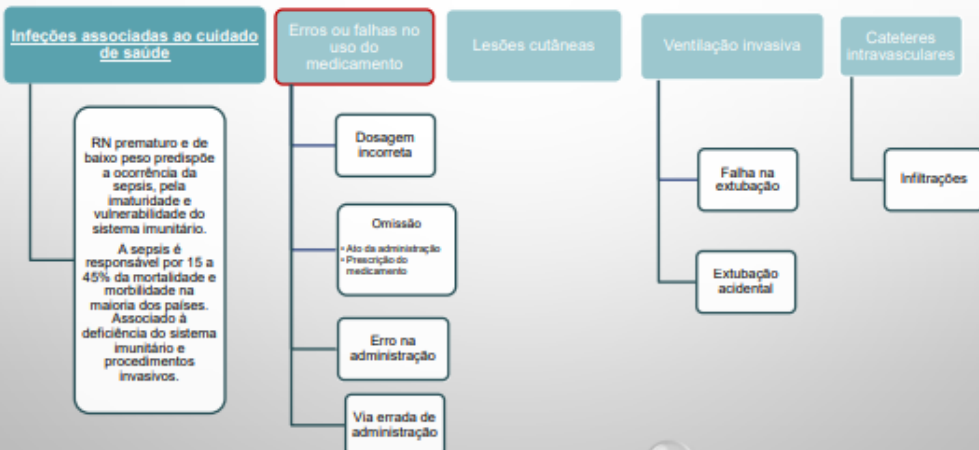 Infeções associadas ao cuidado
de saúde
RN prematuro e de
baixo peso predispõe
a ocorrência da
sepsis, pela
imaturidade e
vulnerabilidade do
sistema imunitário.
A sepsis é
responsável por 15 a
45% da mortalidade e
morbilidade na
maioria dos países.
Associado à
deficiência do sistema
imunitário e
procedimentos
invasivos.
Erros ou falhas no
uso do
medicamento
Dosagem
incorreta
Omissão
• Ato da administração
• Prescrição do
medicamento
Erro na
administração
Via errada de
administração
Lesões cutâneas
Ventilação invasiva
Falha na
extubação
Extubação
acidental
Cateteres
intravasculares
Infiltrações